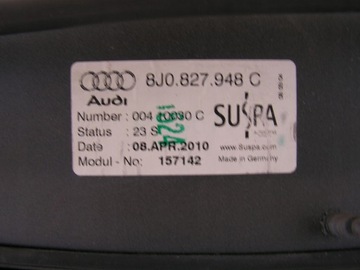 8J0.827.948 C
Audi
Number : 004 10090 C
Status : 23 S
Date : 08.APR.2010
Modul - No: 157142
SUSPA
www.Suspa.com
Made in Germany